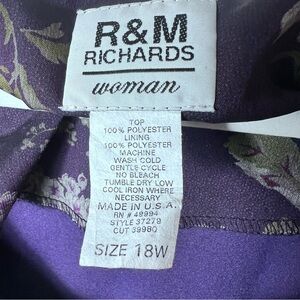 R&M
RICHARDS
woman
TOP
100% POLYESTER
LINING
100% POLYESTER
MACHINE
WASH COLD
GENTLE CYCLE
NO BLEACH
TUMBLE DRY LOW
COOL IRON WHERE
NECESSARY
MADE IN U.S.A.
RN # 49994
STYLE 37279
CUT 39980
SIZE 18W